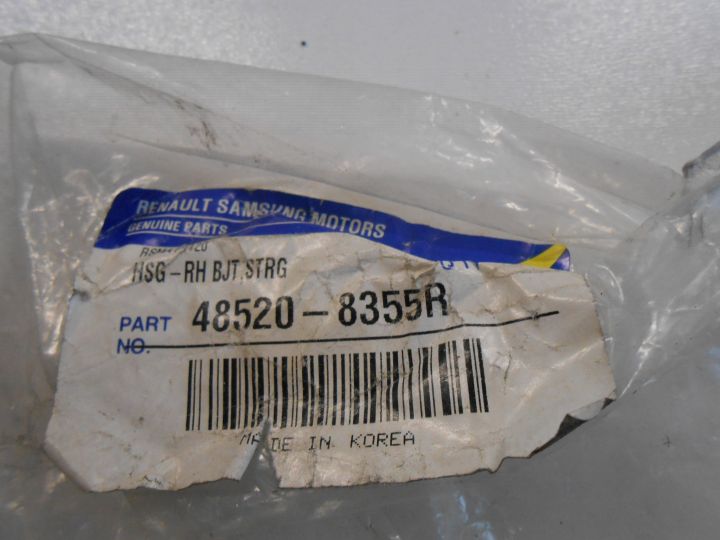 RENAULT SAMSUNG MOTORS
GENUINE PARTS
HSG-RH BJT,STRG
PART NO. 48520-8355R
MADE IN KOREA